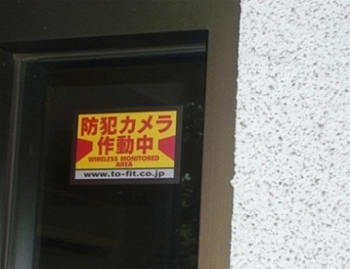 防犯カメラ
作動中
WIRELESS MONITORED
AREA
www.to-fit.co.jp